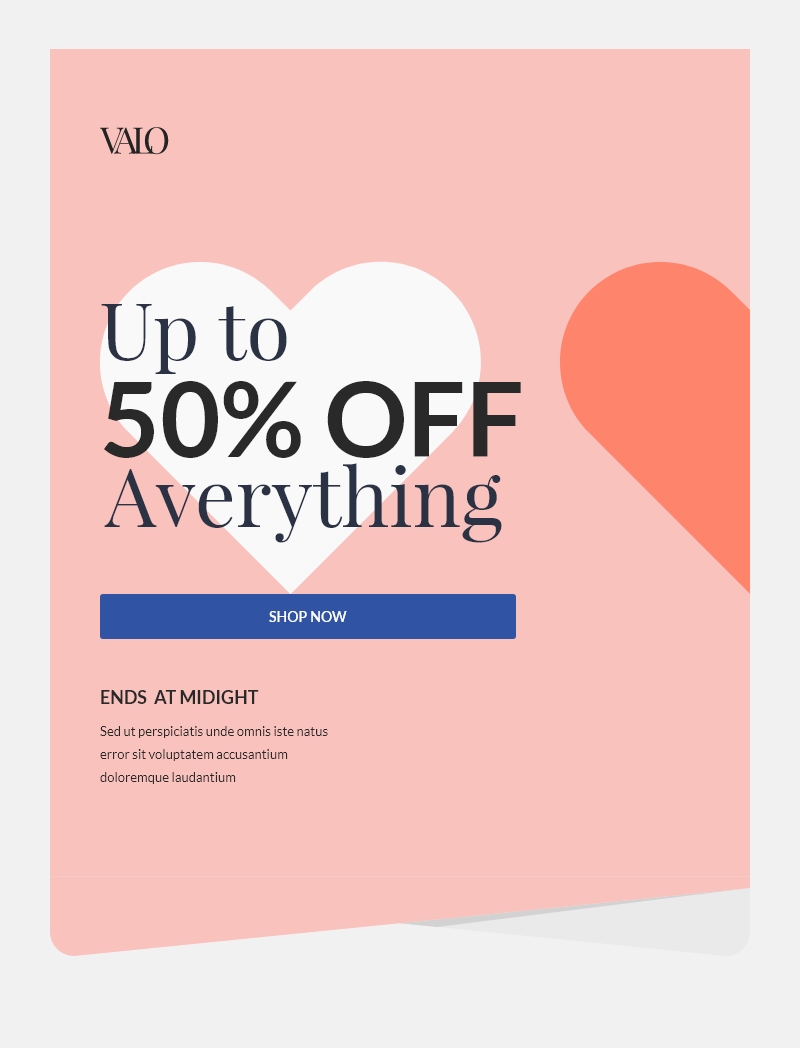 VALO
Up to
50% OFF
Averything
SHOP NOW
ENDS  AT MIDIGHT
Sed ut perspiciatis unde omnis iste natus
error sit voluptatem accusantium
doloremque laudantium